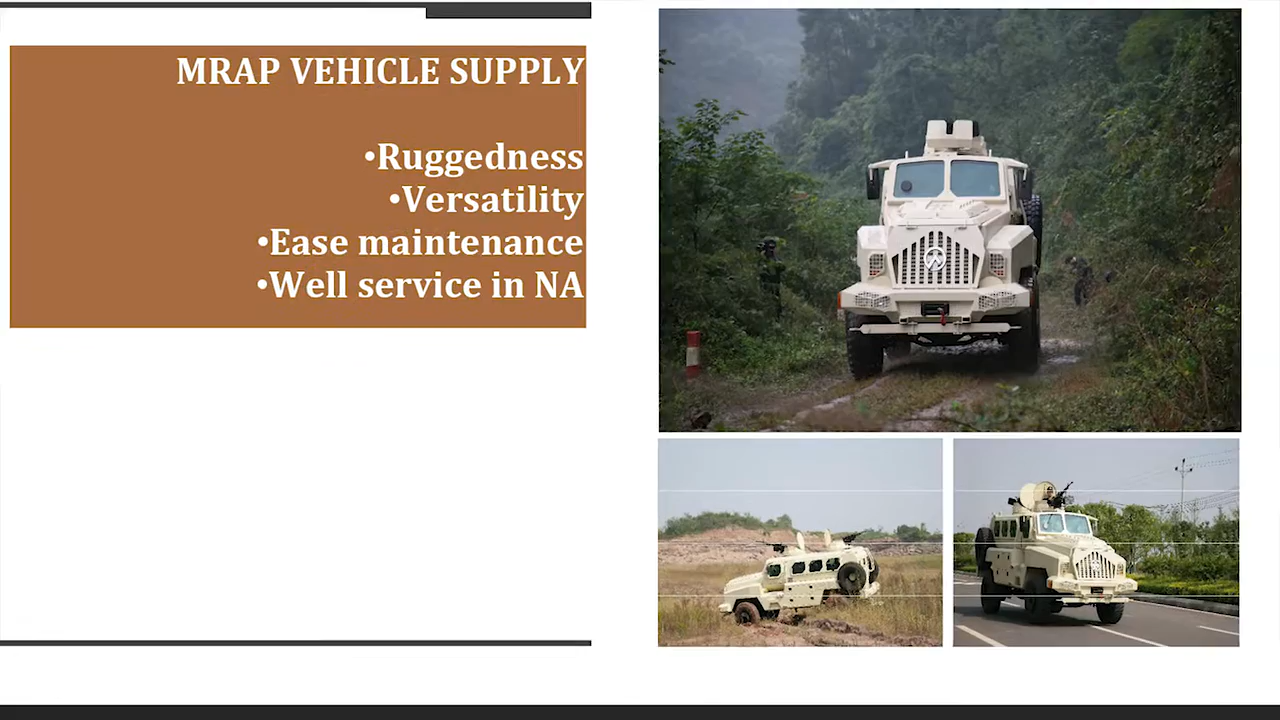 MRAP VEHICLE SUPPLY
•Ruggedness
•Versatility
•Ease maintenance
•Well service in NA